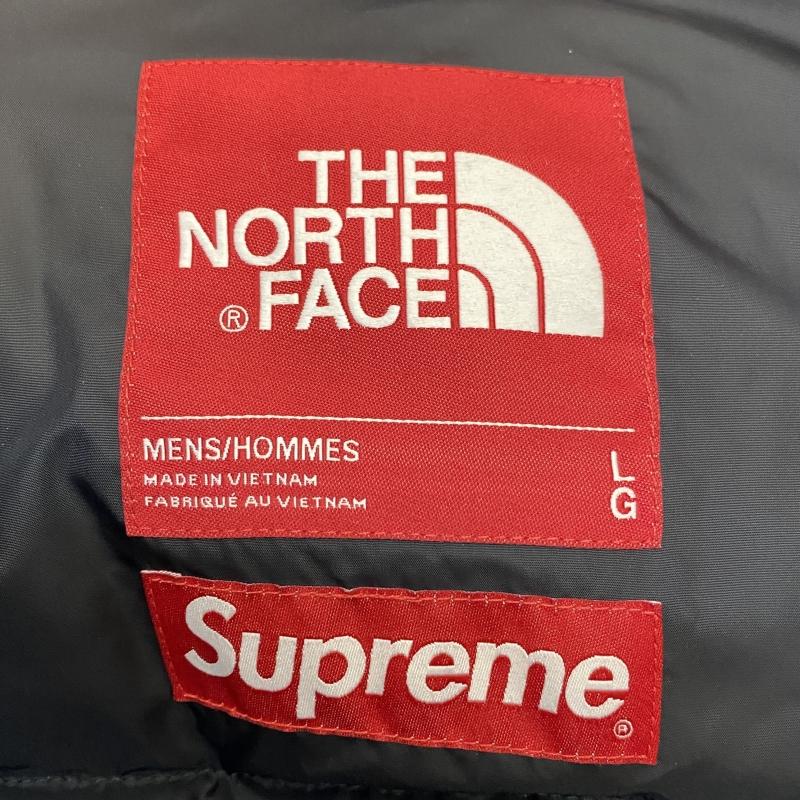 THE
NORTH
® FACE
MENS/HOMMES
MADE IN VIETNAM
FABRIQUÉ AU VIETNAM
L
G
Supreme®